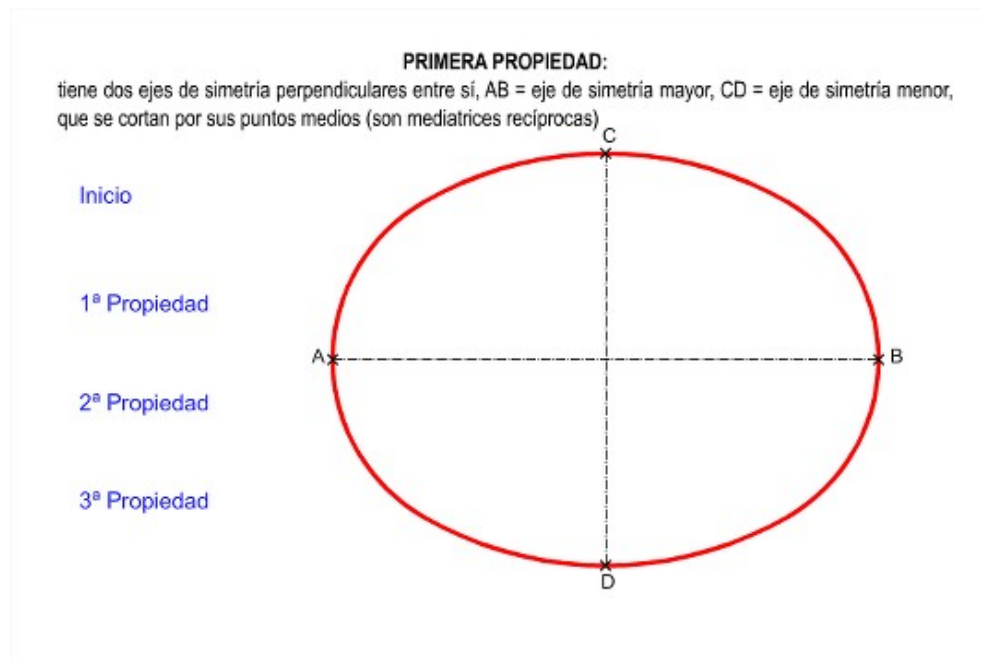 PRIMERA PROPIEDAD:
tiene dos ejes de simetria perpendiculares entre sí, AB = eje de simetría mayor, CD = eje de simetría menor,
que se cortan por sus puntos medios (son mediatrices recíprocas)
C
Inicio
1ª Propiedad
A
B
2ª Propiedad
3ª Propiedad
D